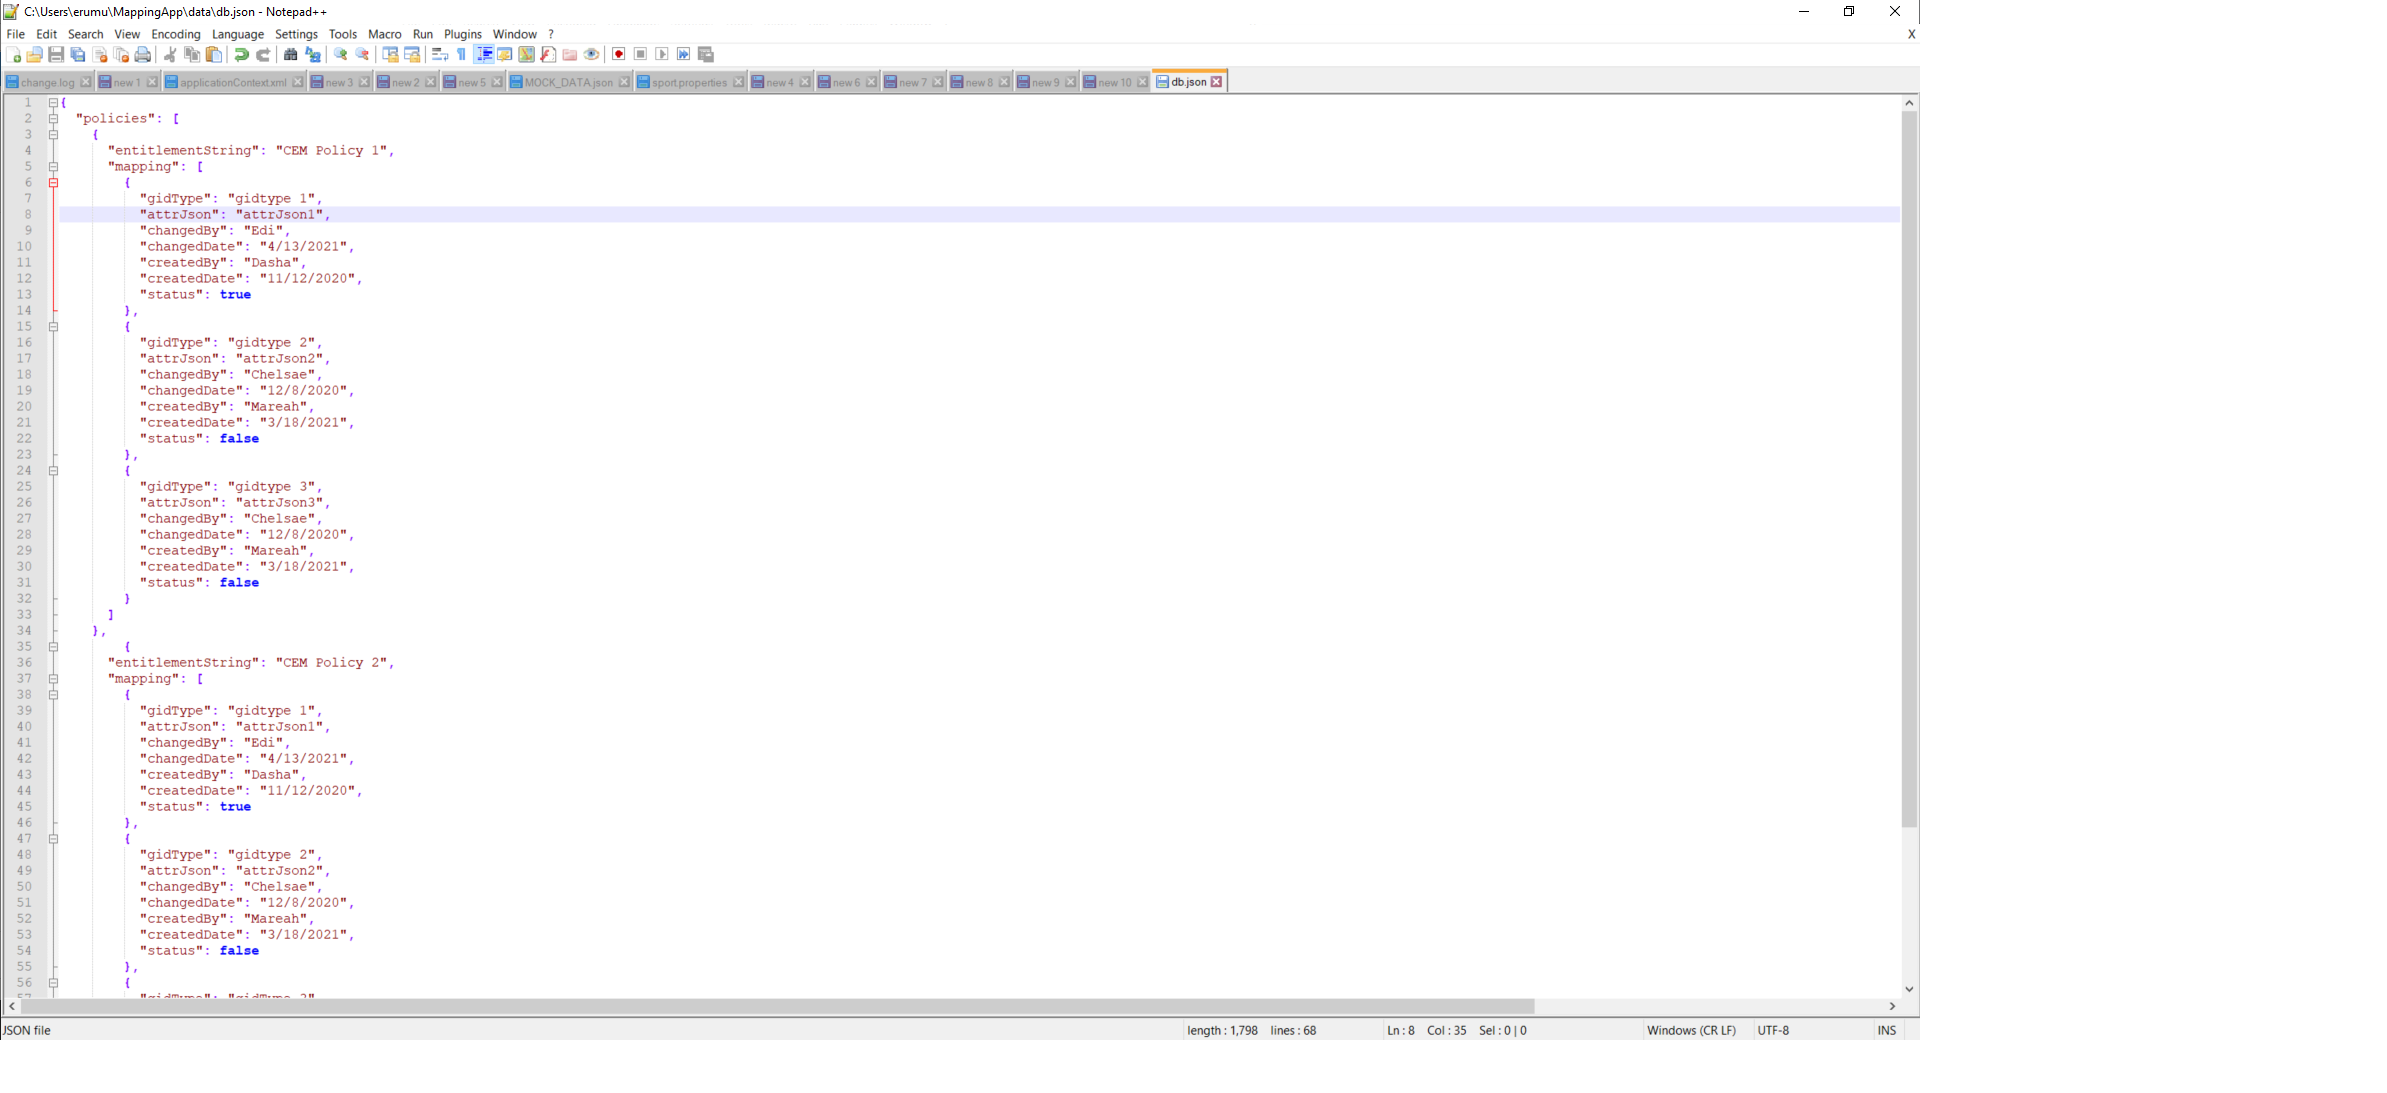 C:\Users\erumu\MappingApp\data\db.json - Notepad++
File Edit Search View Encoding Language Settings Tools Macro Run Plugins Window ? X
change.log new 1 applicationContext.xml new 3 new 2 new 5 MOCK_DATA.json sport.properties new 4 new 6 new 7 new 8 new 9 new 10 db.json
1 {
2 "policies": [
3 {
4 "entitlementString": "CEM Policy 1",
5 "mapping": [
6 {
7 "gidType": "gidtype 1",
8 "attrJson": "attrJson1",
9 "changedBy": "Edi",
10 "changedDate": "4/13/2021",
11 "createdBy": "Dasha",
12 "createdDate": "11/12/2020",
13 "status": true
14 },
15 {
16 "gidType": "gidtype 2",
17 "attrJson": "attrJson2",
18 "changedBy": "Chelsae",
19 "changedDate": "12/8/2020",
20 "createdBy": "Mareah",
21 "createdDate": "3/18/2021",
22 "status": false
23 },
24 {
25 "gidType": "gidtype 3",
26 "attrJson": "attrJson3",
27 "changedBy": "Chelsae",
28 "changedDate": "12/8/2020",
29 "createdBy": "Mareah",
30 "createdDate": "3/18/2021",
31 "status": false
32 }
33 ]
34 },
35 {
36 "entitlementString": "CEM Policy 2",
37 "mapping": [
38 {
39 "gidType": "gidtype 1",
40 "attrJson": "attrJson1",
41 "changedBy": "Edi",
42 "changedDate": "4/13/2021",
43 "createdBy": "Dasha",
44 "createdDate": "11/12/2020",
45 "status": true
46 },
47 {
48 "gidType": "gidtype 2",
49 "attrJson": "attrJson2",
50 "changedBy": "Chelsae",
51 "changedDate": "12/8/2020",
52 "createdBy": "Mareah",
53 "createdDate": "3/18/2021",
54 "status": false
55 },
56 {
JSON file length : 1,798 lines : 68 Ln : 8 Col : 35 Sel : 0 | 0 Windows (CR LF) UTF-8 INS